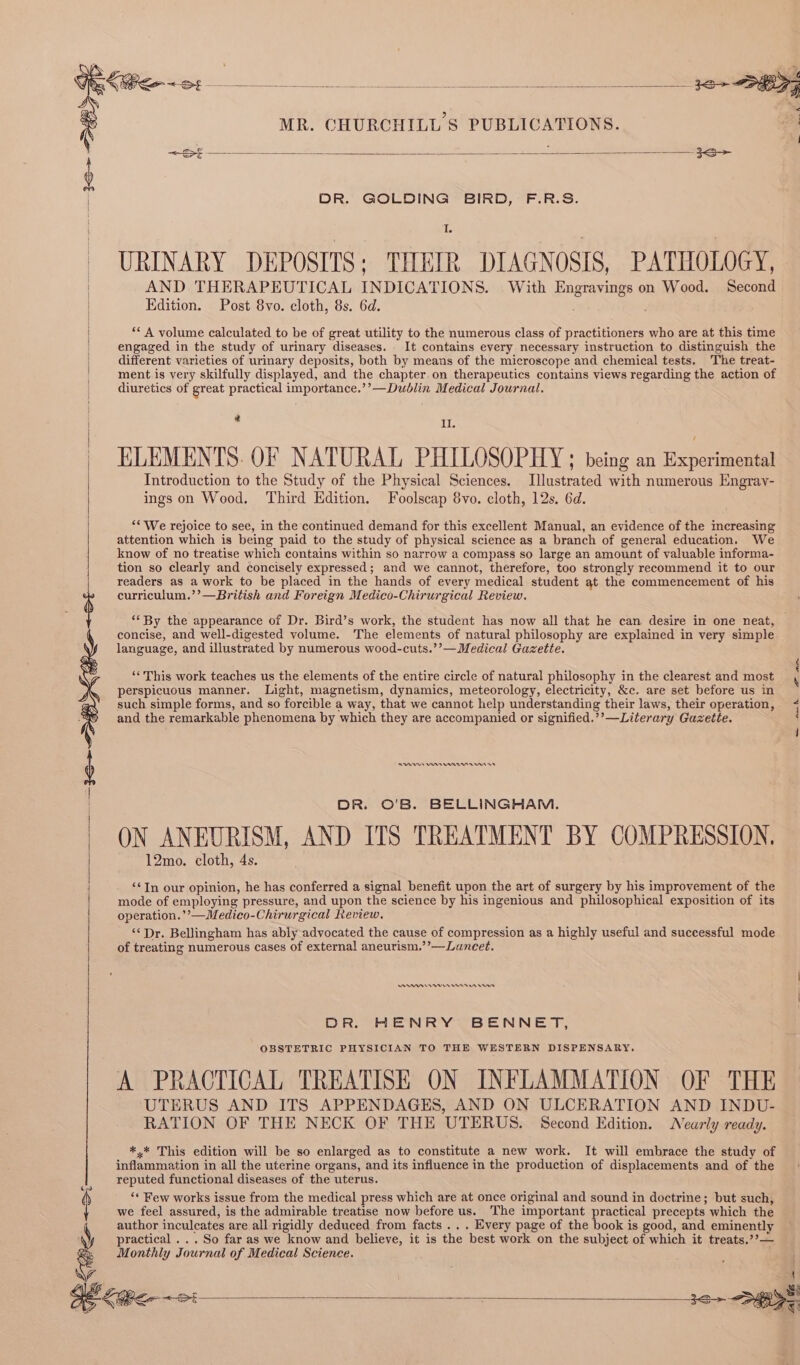 MR. CHURCHILL'S PUBLICATIONS.
DR. GOLDING BIRD, F.R.S.
I.
URINARY DEPOSITS; THEIR DIAGNOSIS, PATHOLOGY,
AND THERAPEUTICAL INDICATIONS. With Engravings on Wood. Second
Edition. Post 8vo. cloth, 8s. 6d.
“A volume calculated to be of great utility to the numerous class of practitioners who are at this time
engaged in the study of urinary diseases. It contains every necessary instruction to distinguish the
different varieties of urinary deposits, both by means of the microscope and chemical tests. The treat-
ment is very skilfully displayed, and the chapter on therapeutics contains views regarding the action of
diuretics of great practical importance.”—Dublin Medical Journal.
II.
ELEMENTS OF NATURAL PHILOSOPHY; being an Experimental
Introduction to the Study of the Physical Sciences. Illustrated with numerous Engrav-
ings on Wood. Third Edition. Foolscap 8vo. cloth, 12s. 6d.
“We rejoice to see, in the continued demand for this excellent Manual, an evidence of the increasing
attention which is being paid to the study of physical science as a branch of general education. We
know of no treatise which contains within so narrow a compass so large an amount of valuable informa-
tion so clearly and concisely expressed; and we cannot, therefore, too strongly recommend it to our
readers as a work to be placed in the hands of every medical student at the commencement of his
curriculum.”—British and Foreign Medico-Chirurgical Review.
“By the appearance of Dr. Bird’s work, the student has now all that he can desire in one neat,
concise, and well-digested volume. The elements of natural philosophy are explained in very simple
language, and illustrated by numerous wood-cuts.”—Medical Gazette.
“This work teaches us the elements of the entire circle of natural philosophy in the clearest and most
perspicuous manner. Light, magnetism, dynamics, meteorology, electricity, &c. are set before us in
such simple forms, and so forcible a way, that we cannot help understanding their laws, their operation,
and the remarkable phenomena by which they are accompanied or signified.”—Literary Gazette.
DR. O'B. BELLINGHAM.
ON ANEURISM, AND ITS TREATMENT BY COMPRESSION.
12mo. cloth, 4s.
“In our opinion, he has conferred a signal benefit upon the art of surgery by his improvement of the
mode of employing pressure, and upon the science by his ingenious and philosophical exposition of its
operation.”—Medico-Chirurgical Review.
“Dr. Bellingham has ably advocated the cause of compression as a highly useful and successful mode
of treating numerous cases of external aneurism.”—Lancet.
DR. HENRY BENNET,
OBSTETRIC PHYSICIAN TO THE WESTERN DISPENSARY.
A PRACTICAL TREATISE ON INFLAMMATION OF THE
UTERUS AND ITS APPENDAGES, AND ON ULCERATION AND INDU-
RATION OF THE NECK OF THE UTERUS. Second Edition. Nearly ready.
*⁎* This edition will be so enlarged as to constitute a new work. It will embrace the study of
inflammation in all the uterine organs, and its influence in the production of displacements and of the
reputed functional diseases of the uterus.
“Few works issue from the medical press which are at once original and sound in doctrine; but such,
we feel assured, is the admirable treatise now before us. The important practical precepts which the
author inculcates are all rigidly deduced from facts . . . Every page of the book is good, and eminently
practical . . . So far as we know and believe, it is the best work on the subject of which it treats.”—
Monthly Journal of Medical Science.